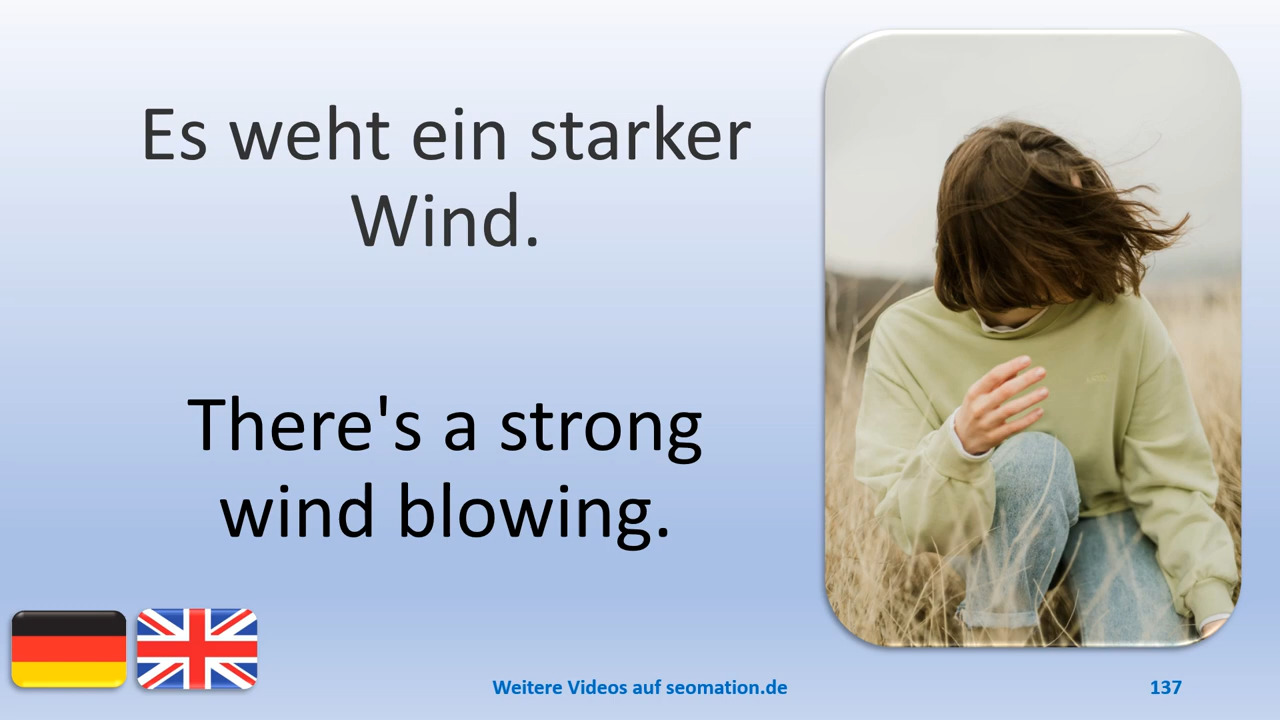 Es weht ein starker
Wind.
There's a strong
wind blowing.
Weitere Videos auf seomation.de
137